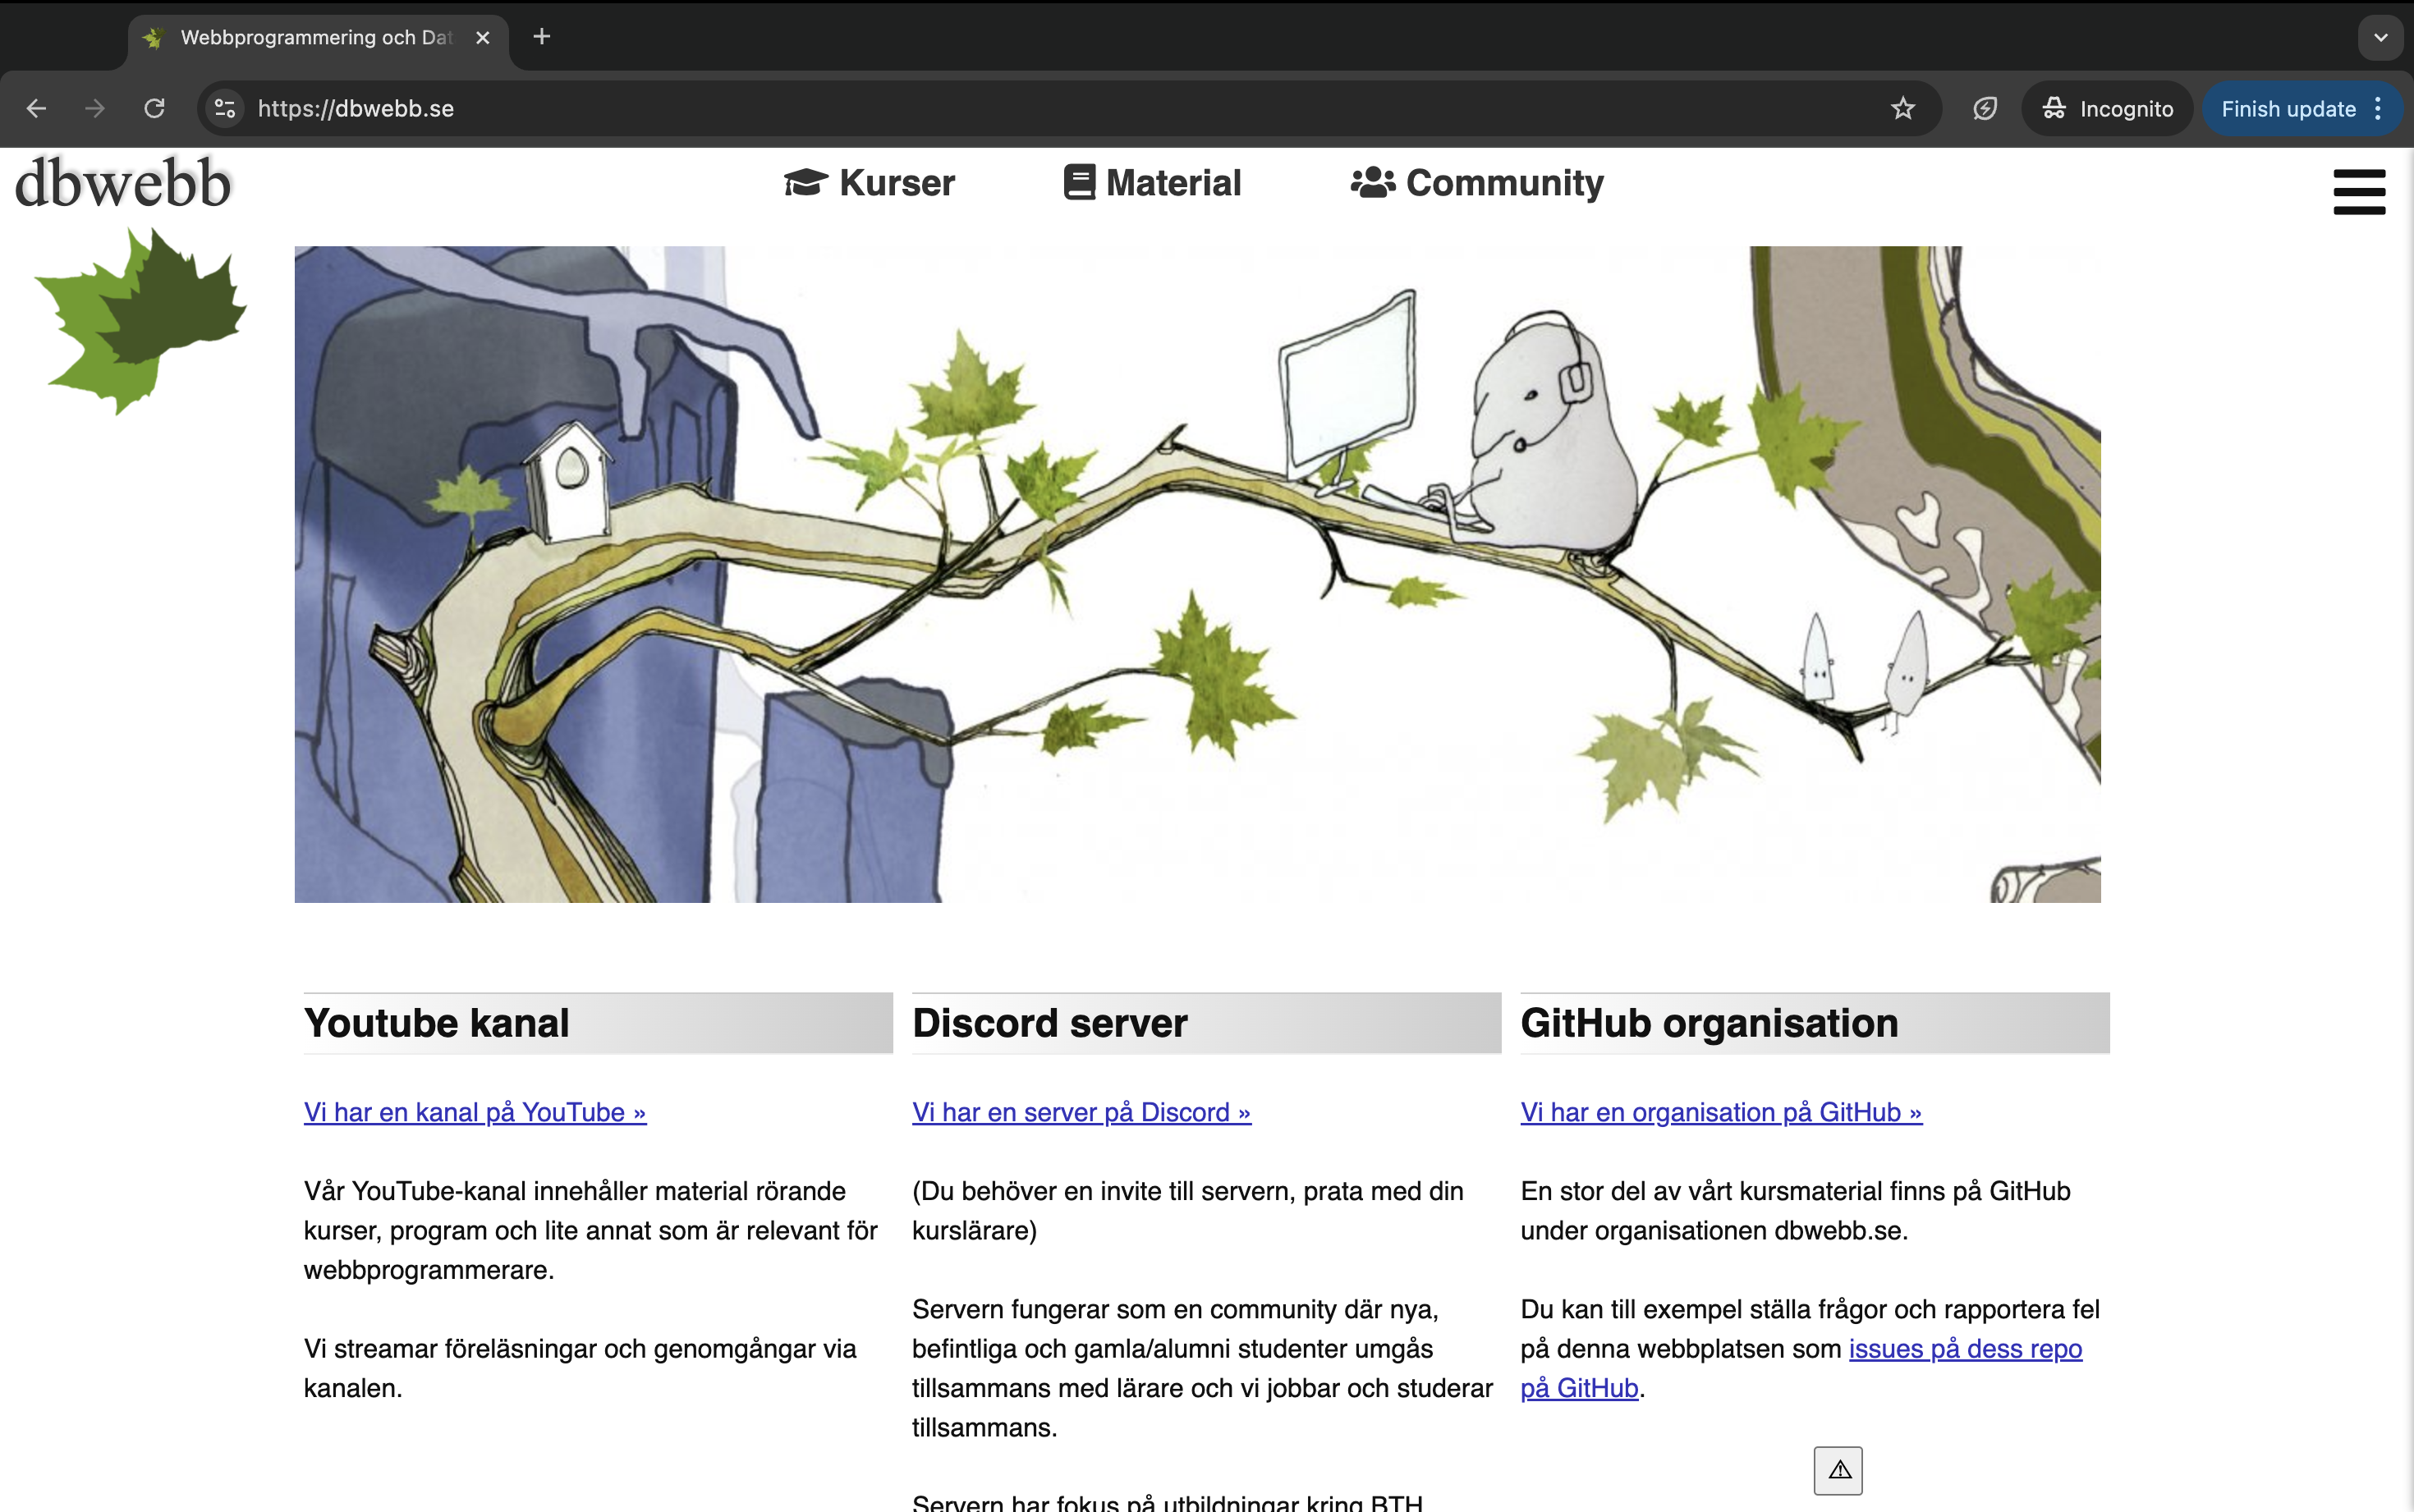 Webbprogrammering och Dat
https://dbwebb.se
Incognito
Finish update
dbwebb
Kurser
Material
Community
Youtube kanal
Vi har en kanal på YouTube »
Vår YouTube-kanal innehåller material rörande
kurser, program och lite annat som är relevant för
webbprogrammerare.
Vi streamar föreläsningar och genomgångar via
kanalen.
Discord server
Vi har en server på Discord »
(Du behöver en invite till servern, prata med din
kurslärare)
Servern fungerar som en community där nya,
befintliga och gamla/alumni studenter umgås
tillsammans med lärare och vi jobbar och studerar
tillsammans.
Servern har fokus på utbildningar kring BTH
GitHub organisation
Vi har en organisation på GitHub »
En stor del av vårt kursmaterial finns på GitHub
under organisationen dbwebb.se.
Du kan till exempel ställa frågor och rapportera fel
på denna webbplatsen som issues på dess repo
på GitHub.